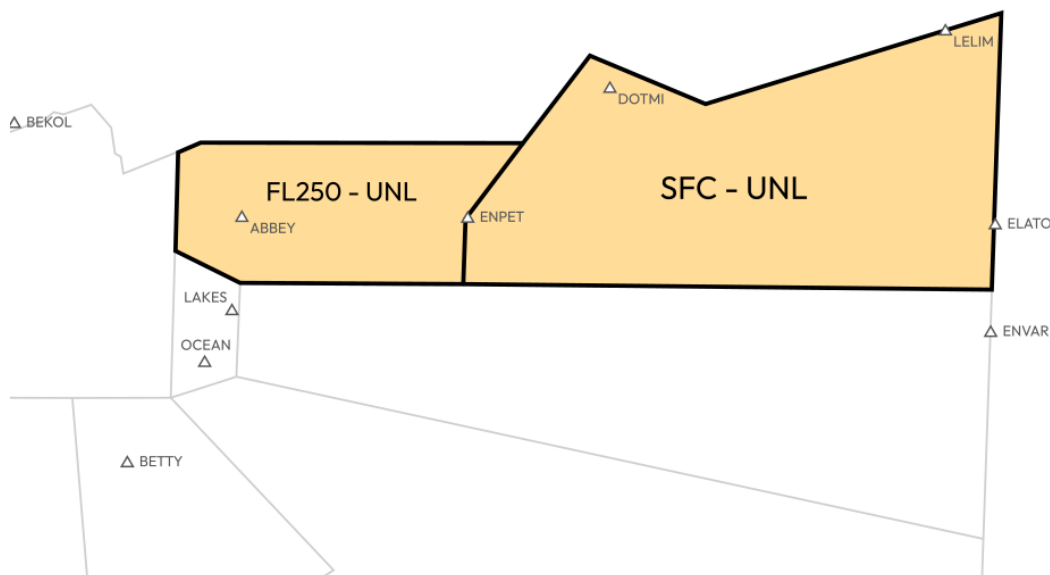 LELIM
DOTMI
BEKOL
FL250 - UNL
SFC - UNL
ABBEY
ENPET
ELATO
LAKES
ENVAR
OCEAN
BETTY